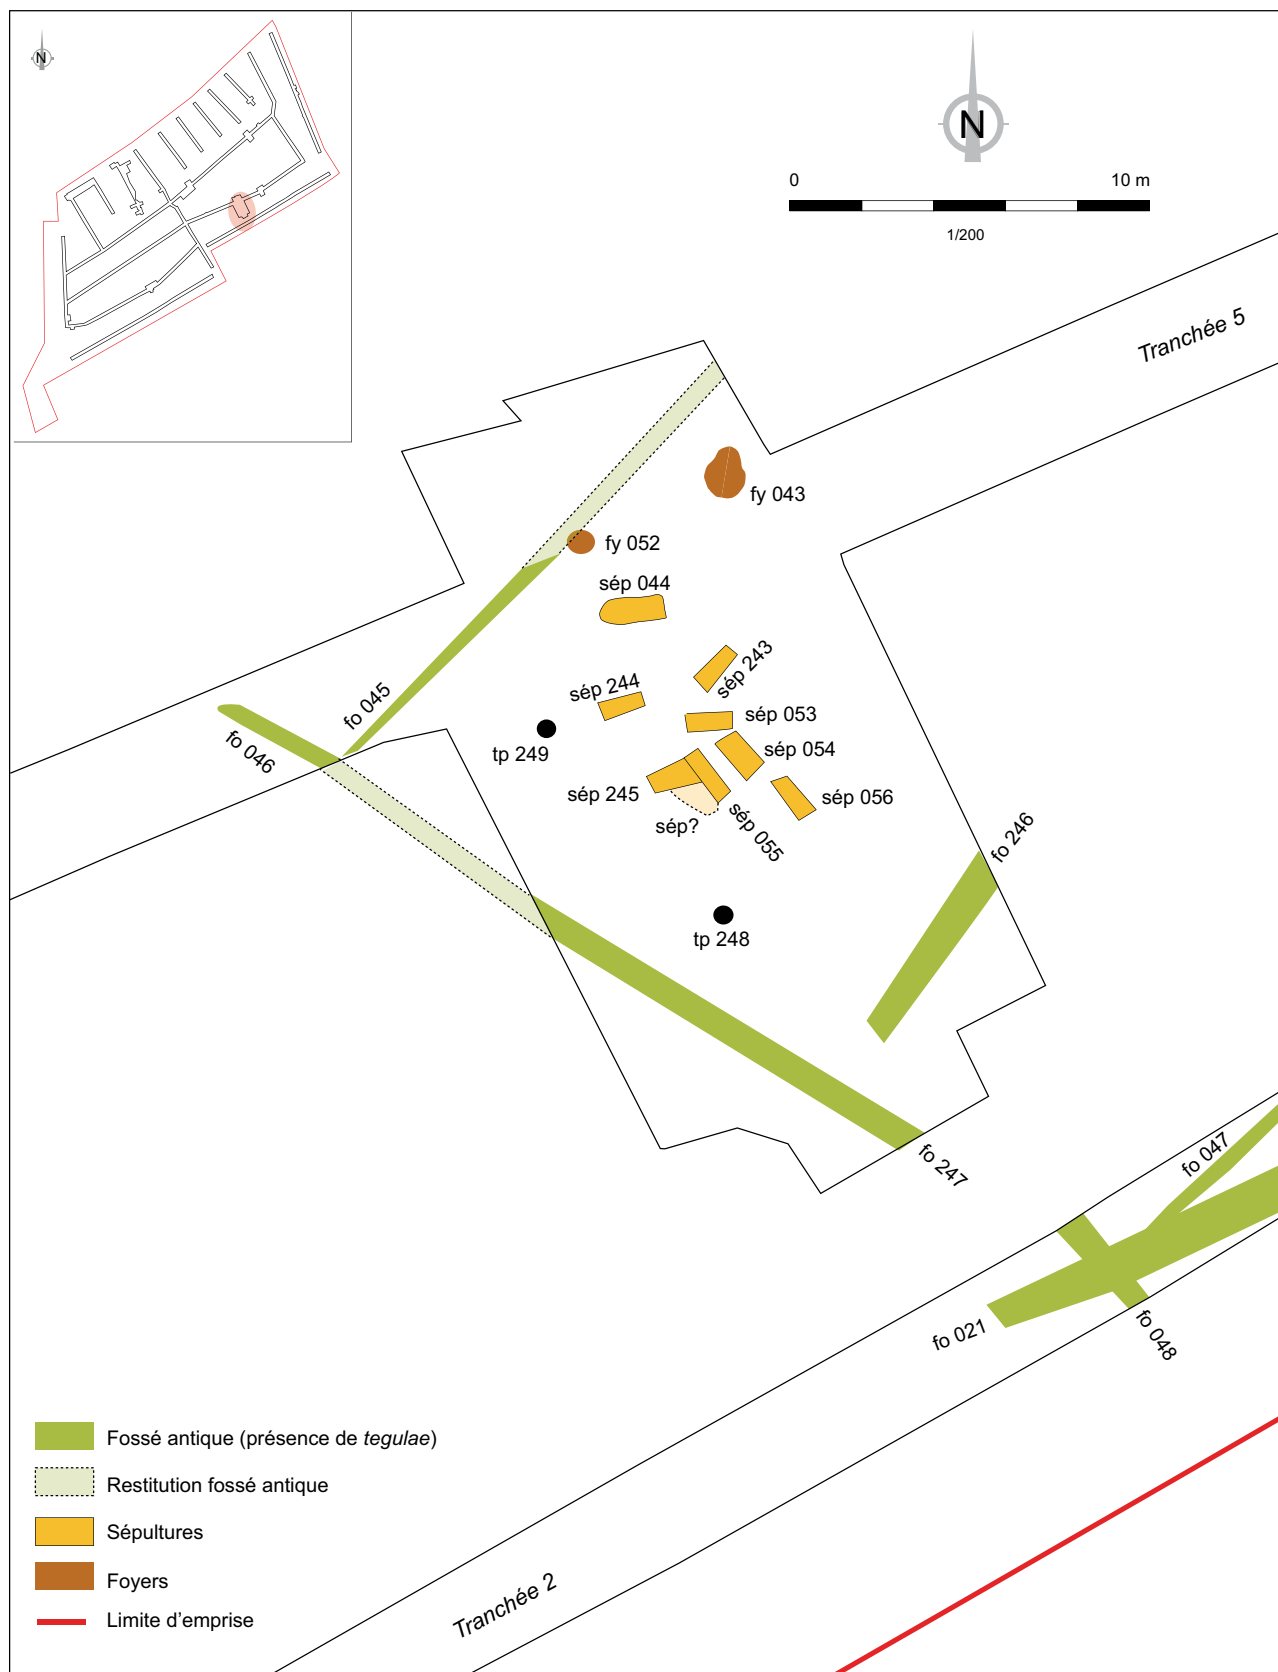 N
N
0 10 m
1/200
Tranchée 5
fy 043
fy 052
sép 044
sép 243
sép 244
fo 045
sép 053
fo 046
tp 249
sép 054
sép 245
sép 056
sép?
sép 055
fo 246
tp 248
fo 247
fo 047
fo 021
fo 048
Fossé antique (présence de tegulae)
Restitution fossé antique
Sépultures
Foyers
Limite d’emprise
Tranchée 2